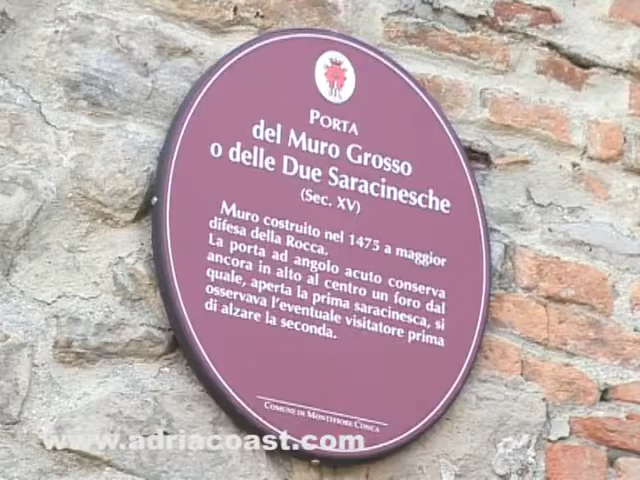 PORTA
del Muro Grosso
o delle Due Saracinesche
(Sec. XV)
Muro costruito nel 1475 a maggior
difesa della Rocca.
La porta ad angolo acuto conserva
ancora in alto al centro un foro dal
quale, aperta la prima saracinesca, si
osservava l'eventuale visitatore prima
di alzare la seconda.
COMUNE DI MONTEFIORE CONCA
www.adriacoast.com